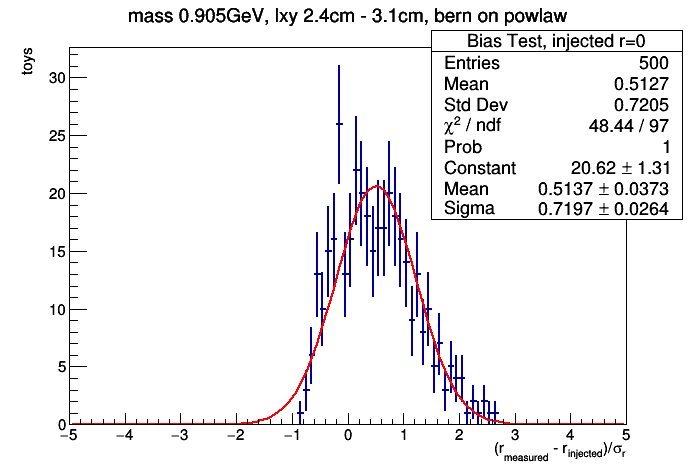 mass 0.905GeV, lxy 2.4cm - 3.1cm, bern on powlaw
Bias Test, injected r=0
Entries 500
Mean 0.5127
Std Dev 0.7205
χ² / ndf 48.44 / 97
Prob 1
Constant 20.62 ± 1.31
Mean 0.5137 ± 0.0373
Sigma 0.7197 ± 0.0264
toys
30
25
20
15
10
5
0
−5 −4 −3 −2 −1 0 1 2 3 4 5
(r_measured - r_injected)/σ_r